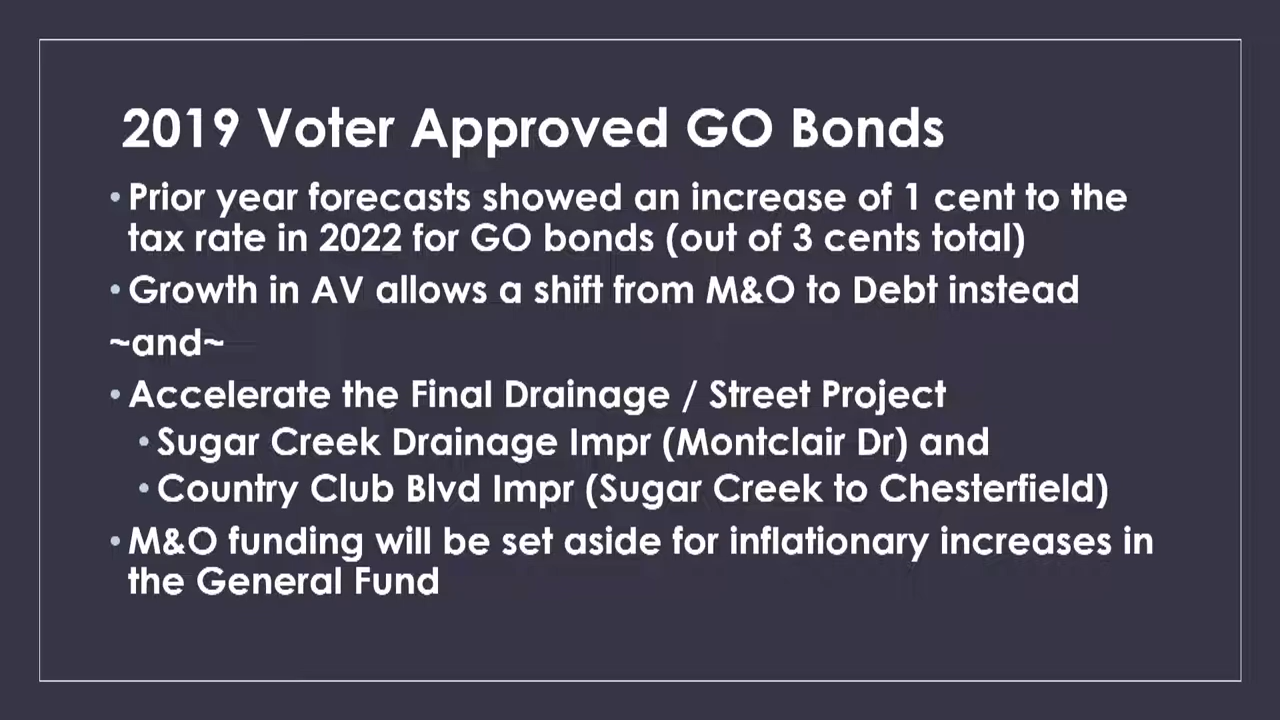 2019 Voter Approved GO Bonds
• Prior year forecasts showed an increase of 1 cent to the
tax rate in 2022 for GO bonds (out of 3 cents total)
• Growth in AV allows a shift from M&O to Debt instead
~and~
• Accelerate the Final Drainage / Street Project
• Sugar Creek Drainage Impr (Montclair Dr) and
• Country Club Blvd Impr (Sugar Creek to Chesterfield)
• M&O funding will be set aside for inflationary increases in
the General Fund